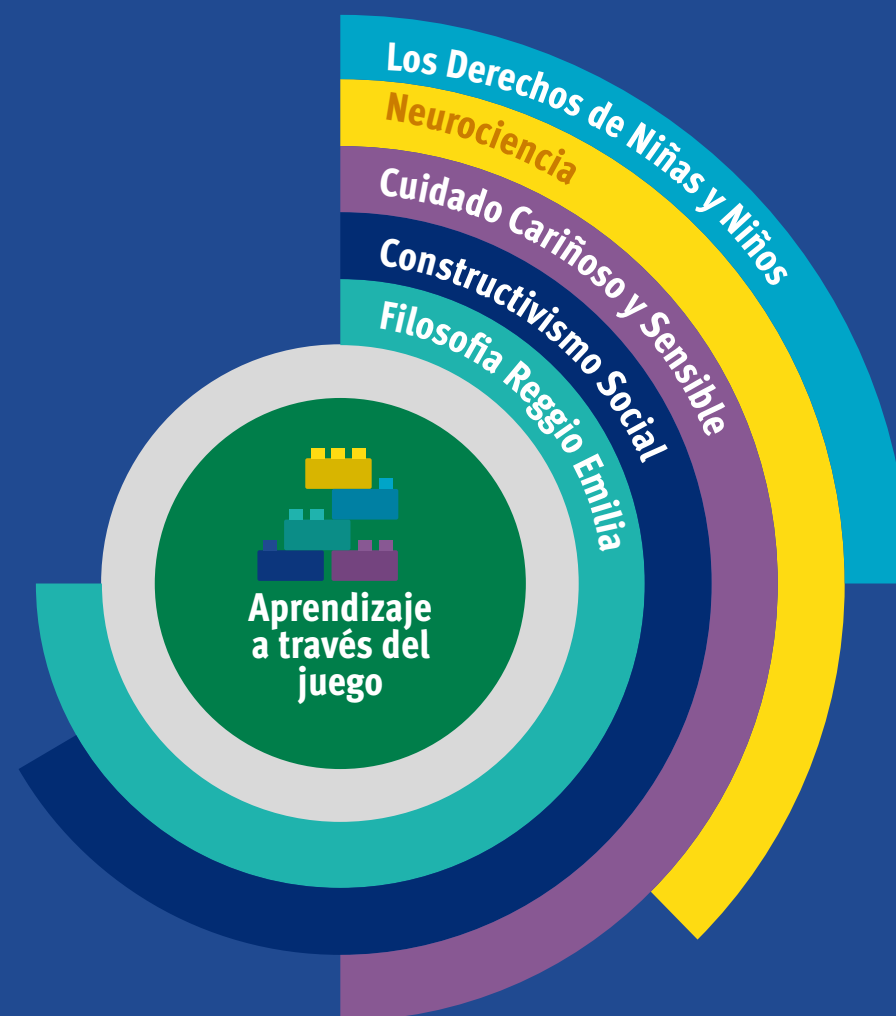 Los Derechos de Niñas y Niños
Neurociencia
Cuidado Cariñoso y Sensible
Constructivismo Social
Filosofia Reggio Emilia
Aprendizaje
a través del
juego